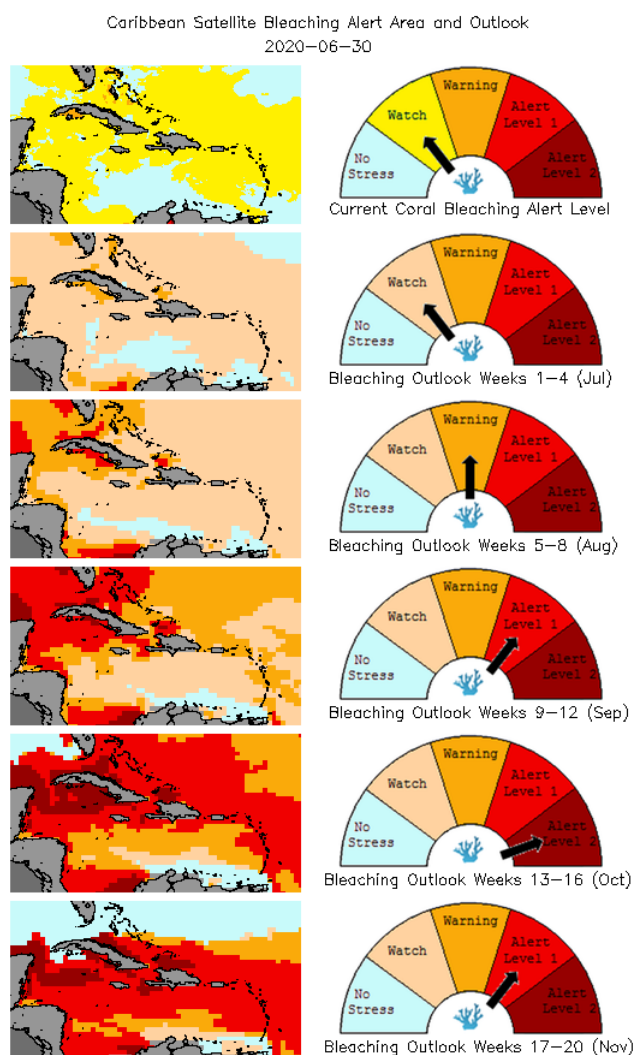 Caribbean Satellite Bleaching Alert Area and Outlook
2020-06-30
Warning
Watch
Alert
Level 1
No
Stress
Alert
Level 2
Current Coral Bleaching Alert Level
Warning
Watch
Alert
Level 1
No
Stress
Alert
Level 2
Bleaching Outlook Weeks 1-4 (Jul)
Warning
Watch
Alert
Level 1
No
Stress
Alert
Level 2
Bleaching Outlook Weeks 5-8 (Aug)
Warning
Watch
Alert
Level 1
No
Stress
Alert
Level 2
Bleaching Outlook Weeks 9-12 (Sep)
Warning
Watch
Alert
Level 1
No
Stress
Alert
Level 2
Bleaching Outlook Weeks 13-16 (Oct)
Warning
Watch
Alert
Level 1
No
Stress
Alert
Level 2
Bleaching Outlook Weeks 17-20 (Nov)